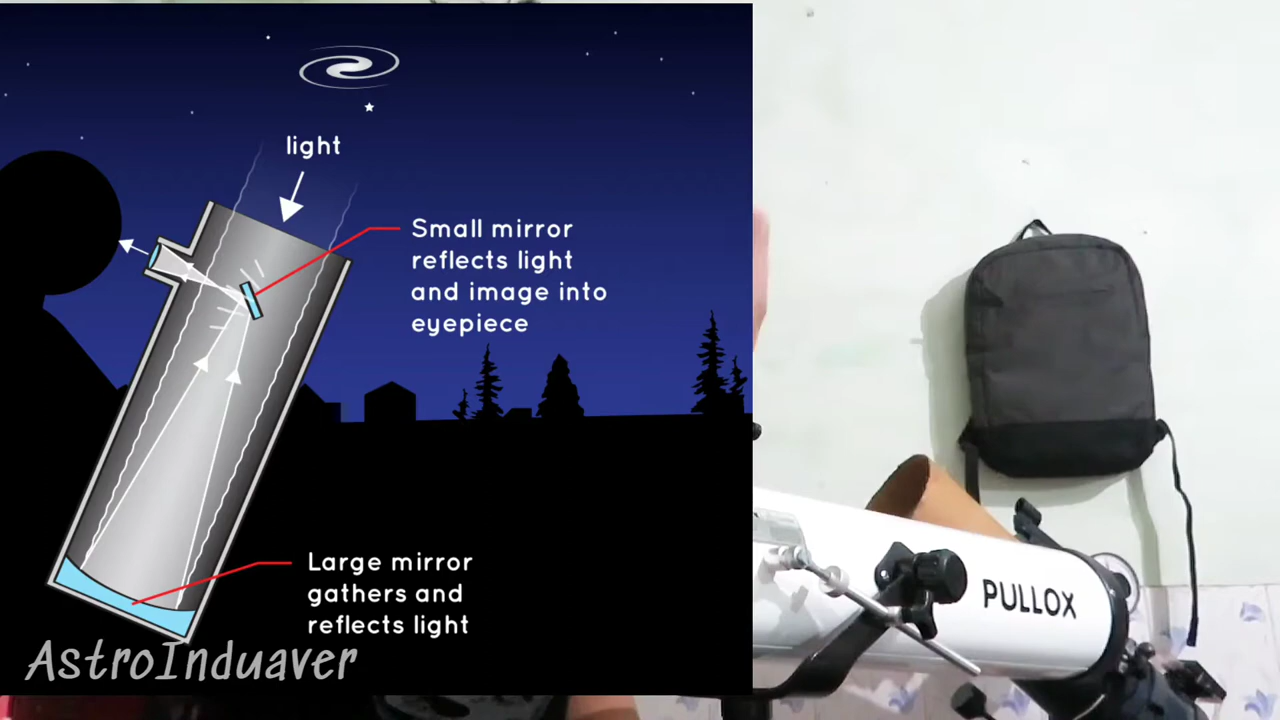 light
Small mirror
reflects light
and image into
eyepiece
Large mirror
gathers and
reflects light
AstroInduaver
PULLOX